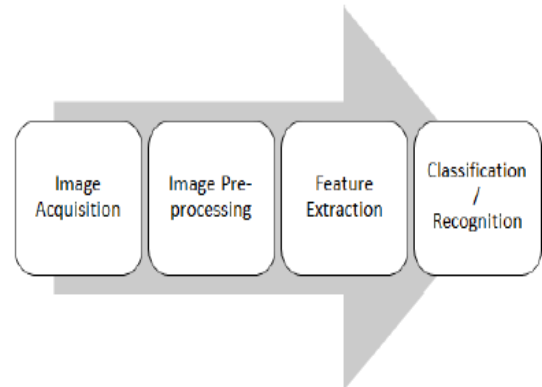 Image
Acquisition
Image Pre-
processing
Feature
Extraction
Classification
/
Recognition